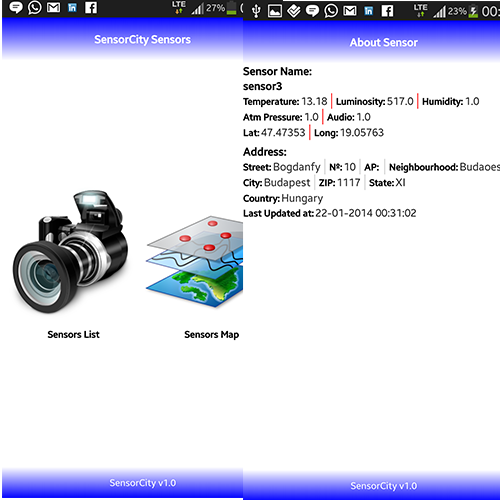 LTE 27%
SensorCity Sensors
Sensors List
Sensors Map
SensorCity v1.0
LTE 23% 00:
About Sensor
Sensor Name:
sensor3
Temperature: 13.18 Luminosity: 517.0 Humidity: 1.0
Atm Pressure: 1.0 Audio: 1.0
Lat: 47.47353 Long: 19.05763
Address:
Street: Bogdanfy Nº: 10 AP: Neighbourhood: Budaoes
City: Budapest ZIP: 1117 State: XI
Country: Hungary
Last Updated at: 22-01-2014 00:31:02
SensorCity v1.0